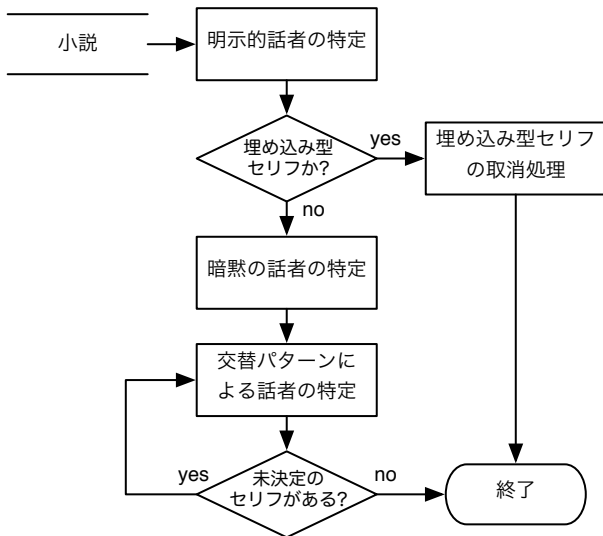 小説
明示的話者の特定
埋め込み型
セリフか?
yes
埋め込み型セリフ
の取消処理
no
暗黙の話者の特定
交替パターンに
よる話者の特定
yes
未決定の
セリフがある?
no
終了